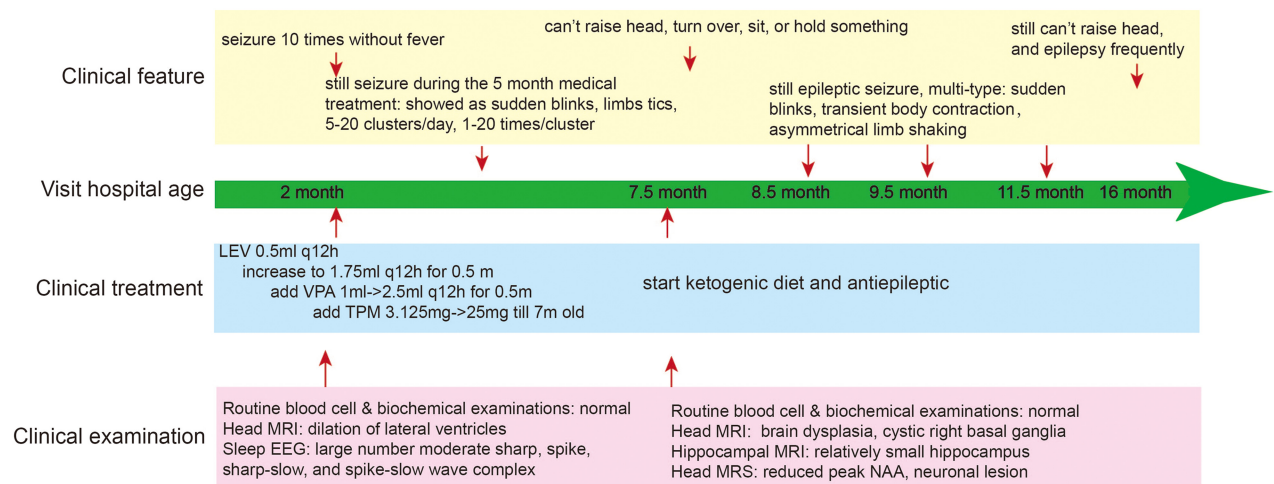 Clinical feature
seizure 10 times without fever
still seizure during the 5 month medical
treatment: showed as sudden blinks, limbs tics,
5-20 clusters/day, 1-20 times/cluster
can't raise head, turn over, sit, or hold something
still epileptic seizure, multi-type: sudden
blinks, transient body contraction,
asymmetrical limb shaking
still can't raise head,
and epilepsy frequently
Visit hospital age
2 month
7.5 month
8.5 month
9.5 month
11.5 month
16 month
Clinical treatment
LEV 0.5ml q12h
increase to 1.75ml q12h for 0.5 m
add VPA 1ml->2.5ml q12h for 0.5m
add TPM 3.125mg->25mg till 7m old
start ketogenic diet and antiepileptic
Clinical examination
Routine blood cell & biochemical examinations: normal
Head MRI: dilation of lateral ventricles
Sleep EEG: large number moderate sharp, spike,
sharp-slow, and spike-slow wave complex
Routine blood cell & biochemical examinations: normal
Head MRI: brain dysplasia, cystic right basal ganglia
Hippocampal MRI: relatively small hippocampus
Head MRS: reduced peak NAA, neuronal lesion